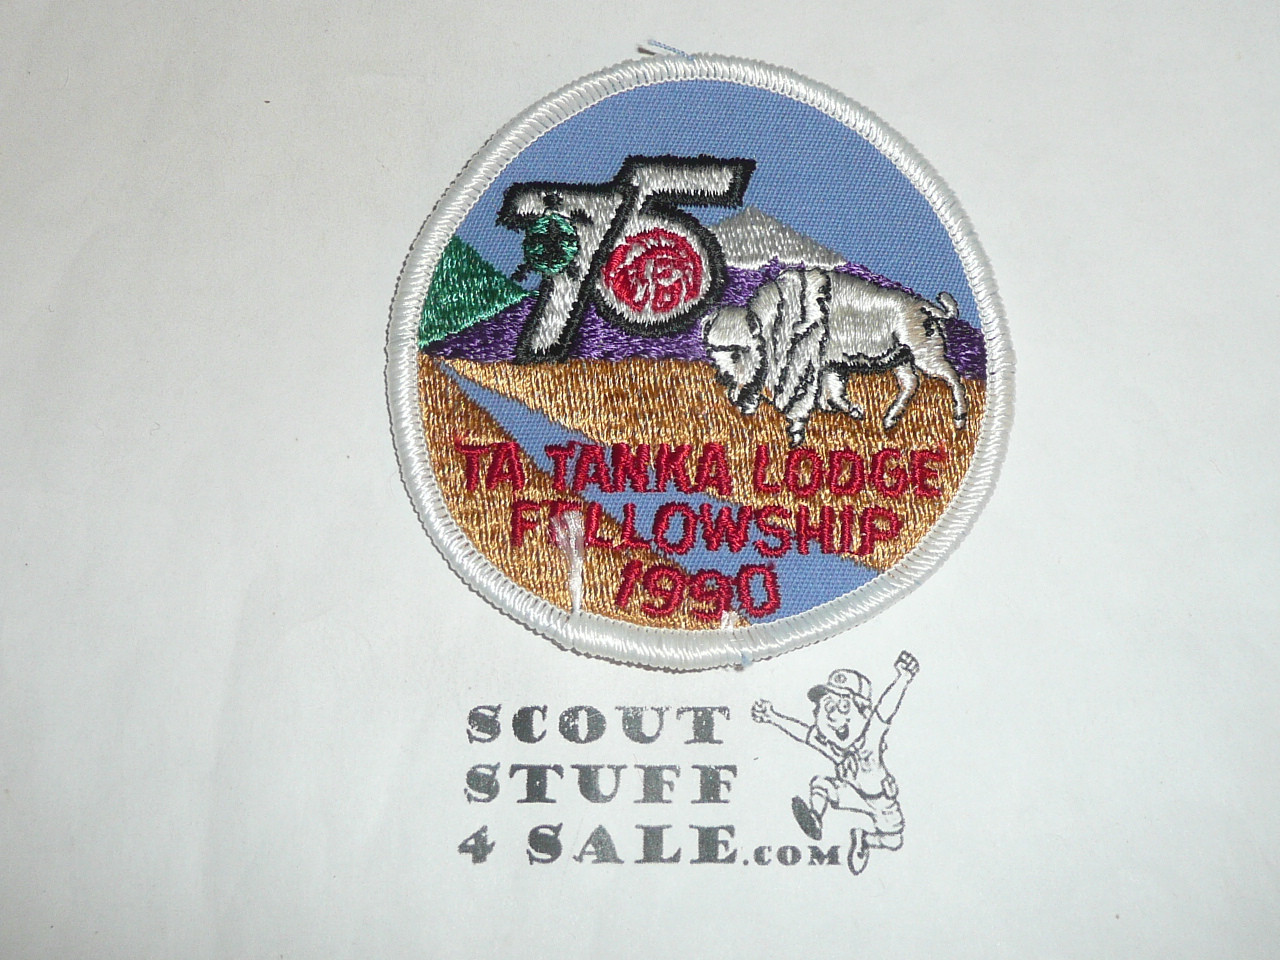 75
TA TANKA LODGE
FELLOWSHIP
1990
SCOUT
STUFF
4 SALE.COM